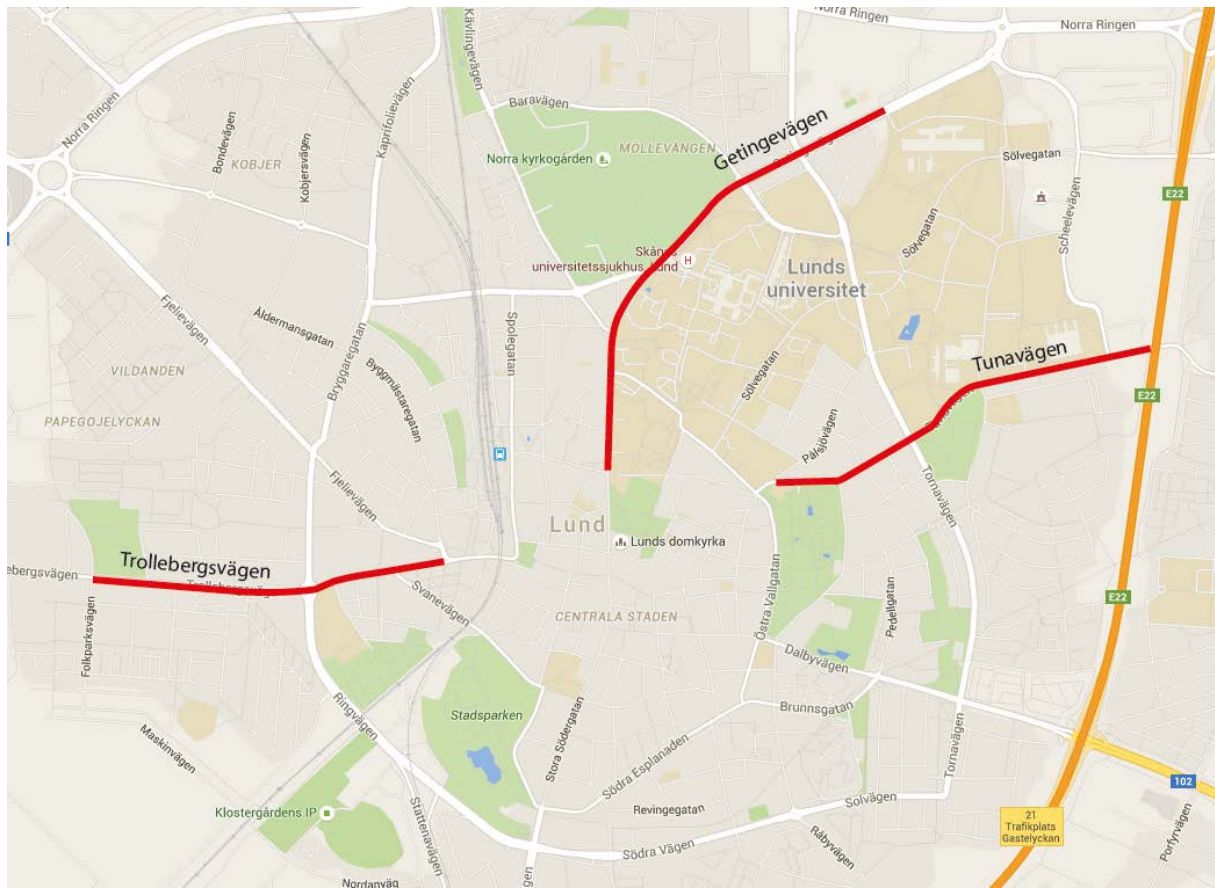 Norra Ringen
Norra Ringen
Kävlingevägen
Norra Ringen
Kaprifolievägen
Baravägen
Bondevägen
Kobjersvägen
KOBJER
Norra kyrkogården
MÖLLEVÅNGEN
Getingevägen
Sölvegatan
Scheelevägen
E22
Sölvegatan
Skånes
universitetssjukhus, Lund
H
Lunds
universitet
Fjelievägen
Åldermansgatan
Bryggaregatan
Byggmästaregatan
Spolegatan
VILDANDEN
PAPEGOJELYCKAN
Sölvegatan
Tunavägen
E22
Pålsjövägen
Tornavägen
Fjelievägen
Lund
Lunds domkyrka
Trollebergsvägen
ebergsvägen
Trollebergsvägen
Svanevägen
Folkparksvägen
CENTRALA STADEN
Östra Vallgatan
Pedellgatan
E22
Dalbyvägen
Brunnsgatan
Ringvägen
Stadsparken
Stora Södergatan
Maskinvägen
Södra Esplanaden
Tornavägen
102
Klostergårdens IP
Stattenavägen
Revingegatan
Solvägen
Råbyvägen
21
Trafikplats
Gastelyckan
Porfyrvägen
Södra Vägen
Nordanväg
gen